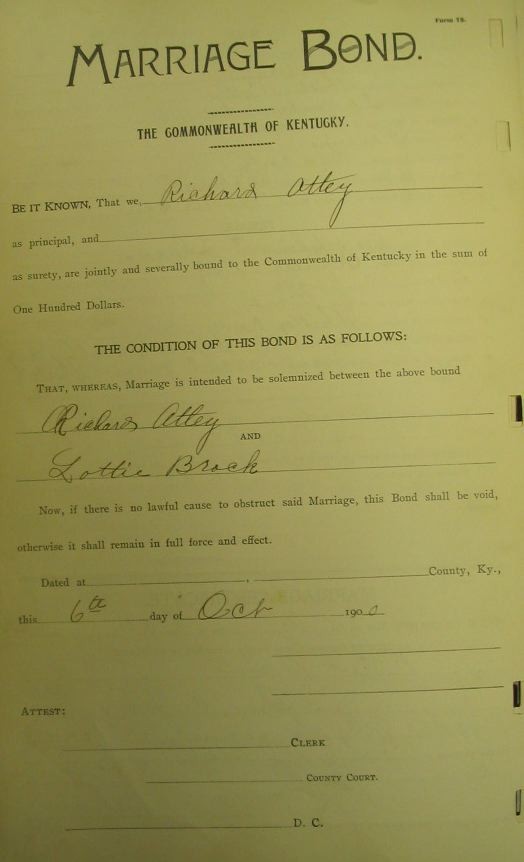 Form 18.
MARRIAGE BOND.
THE COMMONWEALTH OF KENTUCKY.
BE IT KNOWN, That we, Richard Attey
as principal, and
as surety, are jointly and severally bound to the Commonwealth of Kentucky in the sum of
One Hundred Dollars.
THE CONDITION OF THIS BOND IS AS FOLLOWS:
THAT, WHEREAS, Marriage is intended to be solemnized between the above bound
Richard Attey
AND
Lottie Brock
Now, if there is no lawful cause to obstruct said Marriage, this Bond shall be void,
otherwise it shall remain in full force and effect.
Dated at County, Ky.,
this 6th day of Oct 1900
ATTEST:
CLERK
COUNTY COURT.
D. C.